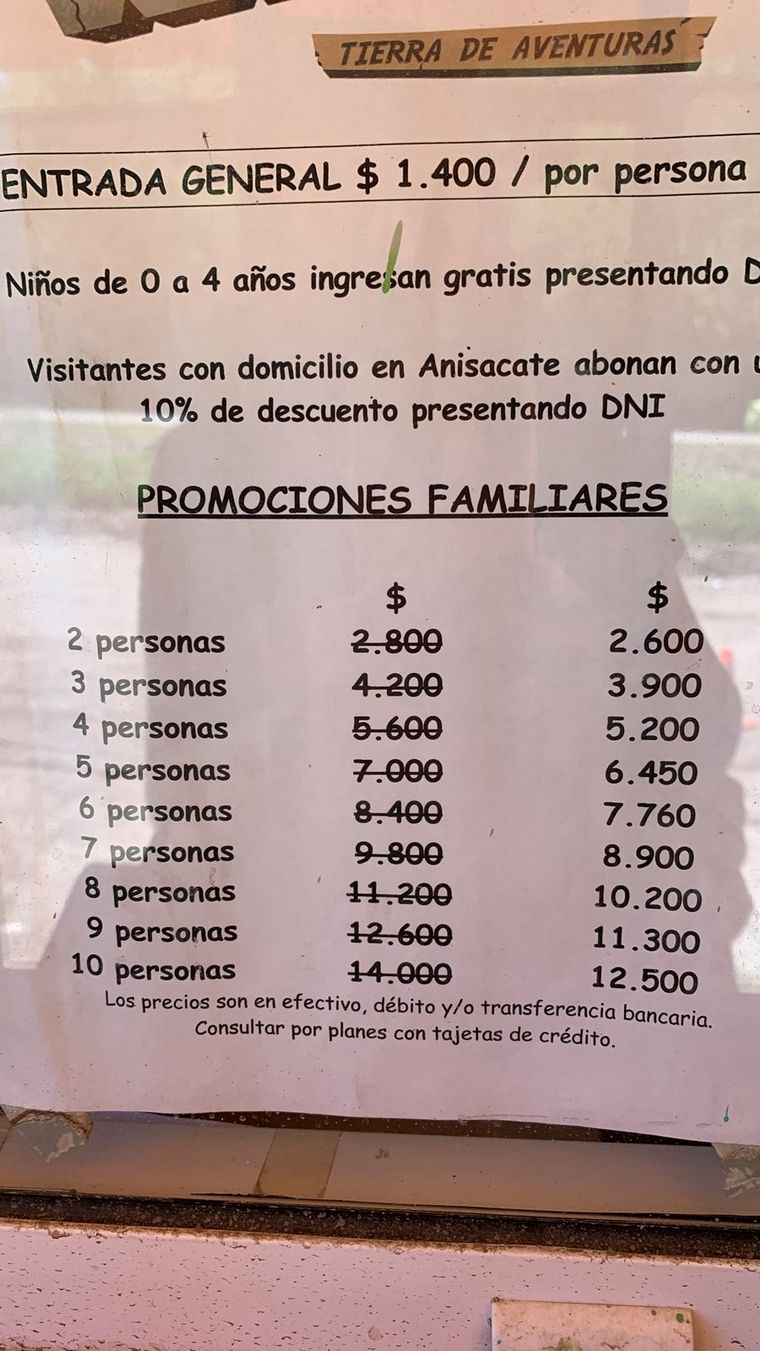 TIERRA DE AVENTURAS
ENTRADA GENERAL $ 1.400 / por persona
Niños de 0 a 4 años ingresan gratis presentando
Visitantes con domicilio en Anisacate abonan con
10% de descuento presentando DNI
PROMOCIONES FAMILIARES
$ $
2 personas 2.800 2.600
3 personas 4.200 3.900
4 personas 5.600 5.200
5 personas 7.000 6.450
6 personas 8.400 7.760
7 personas 9.800 8.900
8 personas 11.200 10.200
9 personas 12.600 11.300
10 personas 14.000 12.500
Los precios son en efectivo, débito y/o transferencia bancaria.
Consultar por planes con tajetas de crédito.